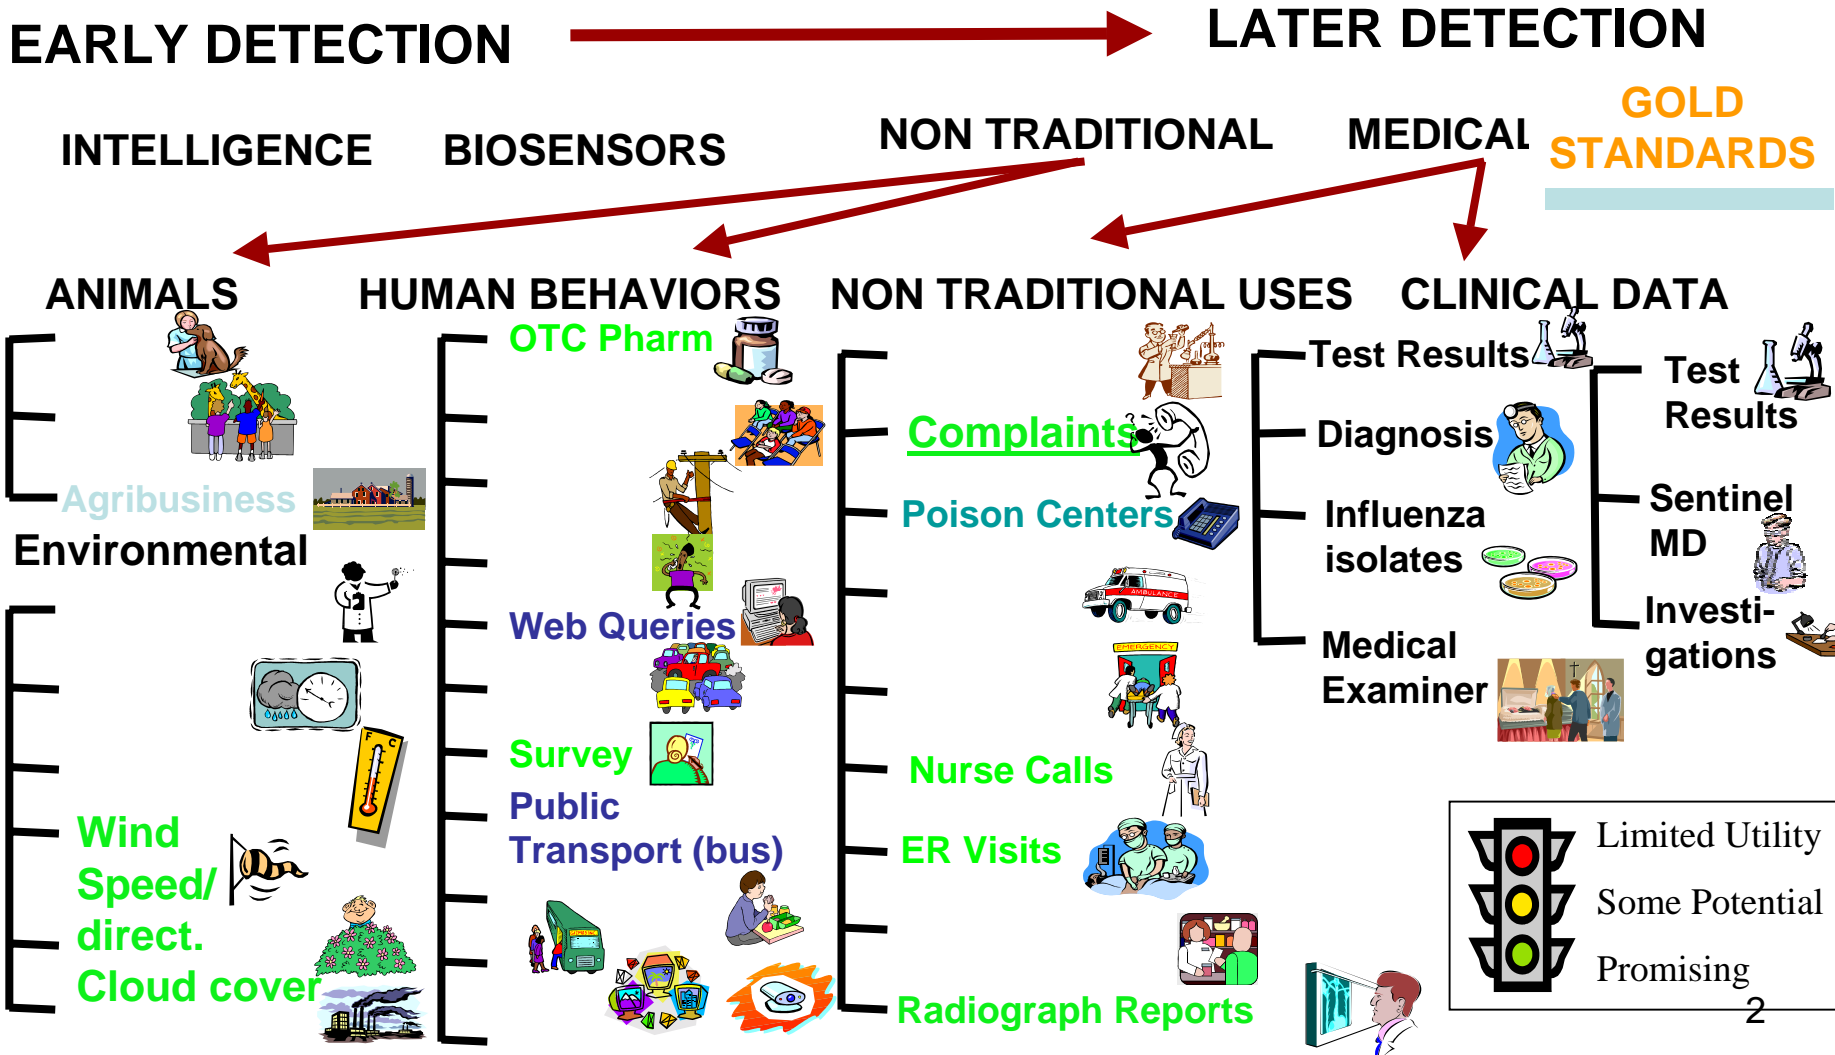 EARLY DETECTION
LATER DETECTION
INTELLIGENCE
BIOSENSORS
NON TRADITIONAL
MEDICAL
GOLD
STANDARDS
ANIMALS
Agribusiness
Environmental
Wind
Speed/
direct.
Cloud cover
F C
HUMAN BEHAVIORS
OTC Pharm
Web Queries
Survey
Public
Transport (bus)
NON TRADITIONAL USES
Complaints
Poison Centers
AMBULANCE
EMERGENCY
Nurse Calls
ER Visits
Radiograph Reports
CLINICAL DATA
Test Results
Diagnosis
Influenza
isolates
Medical
Examiner
Test
Results
Sentinel
MD
Investi-
gations
Limited Utility
Some Potential
Promising
2